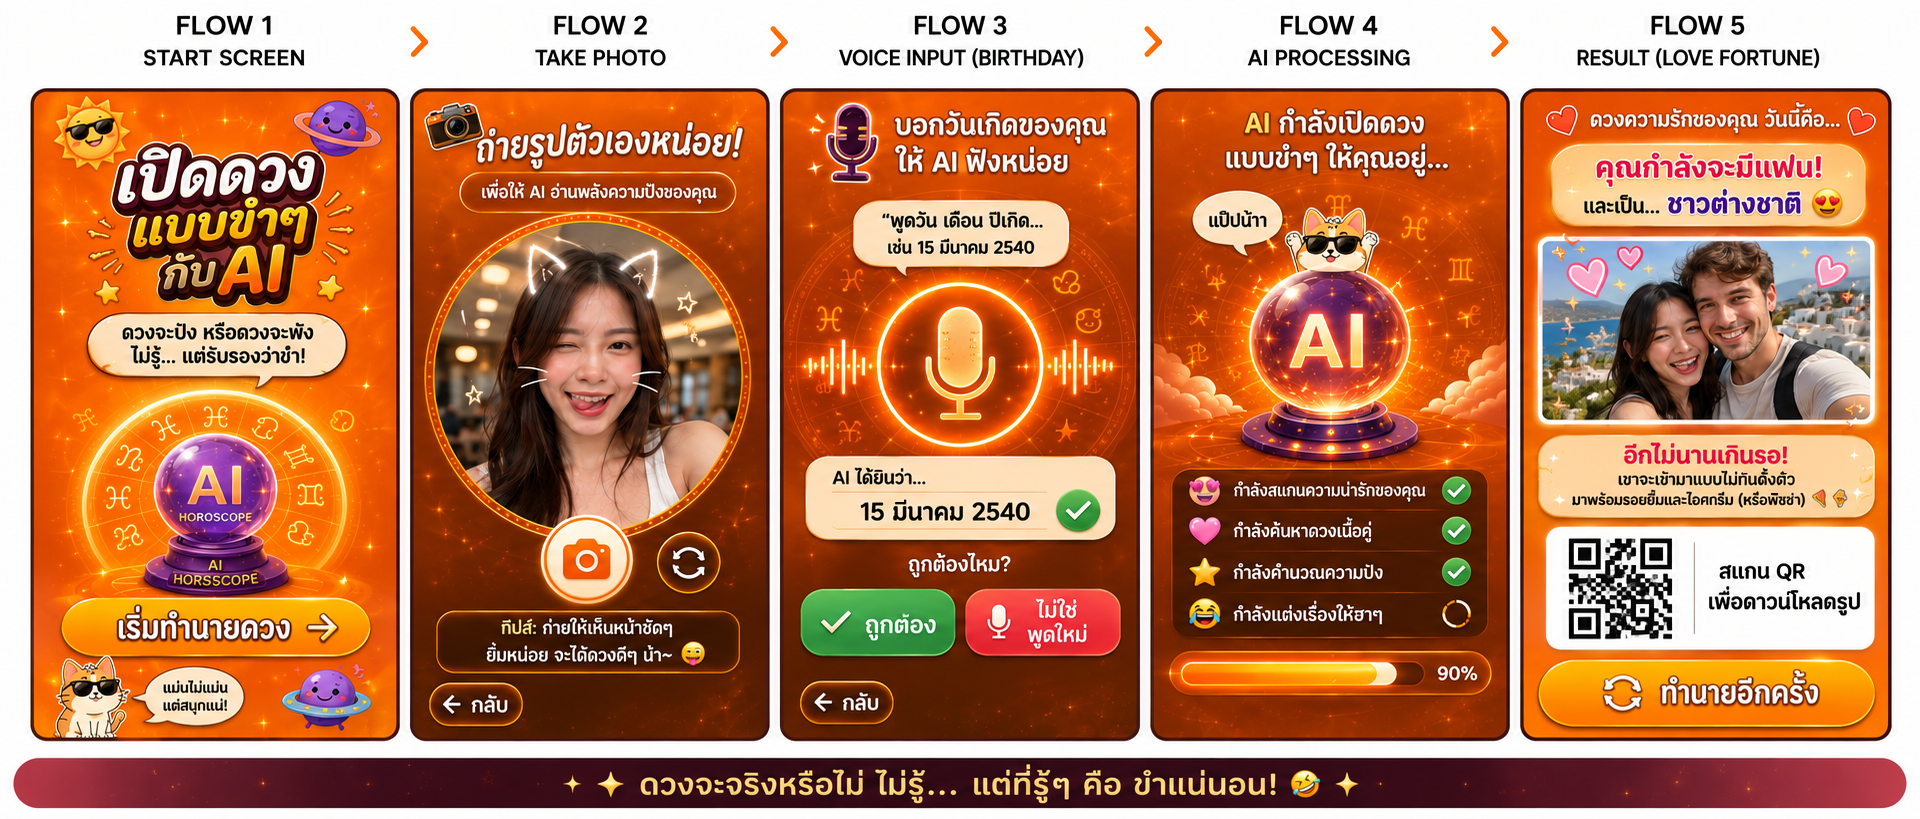 FLOW 1
START SCREEN
FLOW 2
TAKE PHOTO
FLOW 3
VOICE INPUT (BIRTHDAY)
FLOW 4
AI PROCESSING
FLOW 5
RESULT (LOVE FORTUNE)
เปิดดวง
แบบขำๆ
กับ AI
ดวงจะปัง หรือดวงจะพัง
ไม่รู้... แต่รับรองว่าขำ!
AI
HOROSCOPE
AI
HORSSCOPE
เริ่มทำนายดวง
แม่นไม่แม่น
แต่สนุกแน่!
ถ่ายรูปตัวเองหน่อย!
เพื่อให้ AI อ่านพลังความปังของคุณ
ทิปส์: ถ่ายให้เห็นหน้าชัดๆ
ยิ้มหน่อย จะได้ดวงดีๆ น้า~
กลับ
บอกวันเกิดของคุณ
ให้ AI ฟังหน่อย
“พูดวัน เดือน ปีเกิด...
เช่น 15 มีนาคม 2540
AI ได้ยินว่า...
15 มีนาคม 2540
ถูกต้องไหม?
ถูกต้อง
ไม่ใช่
พูดใหม่
กลับ
AI กำลังเปิดดวง
แบบขำๆ ให้คุณอยู่...
แป๊ปน้าา
AI
กำลังสแกนความน่ารักของคุณ
กำลังค้นหาดวงเนื้อคู่
กำลังคำนวณความปัง
กำลังแต่งเรื่องให้ฮาๆ
90%
ดวงความรักของคุณ วันนี้คือ...
คุณกำลังจะมีแฟน!
และเป็น... ชาวต่างชาติ
อีกไม่นานเกินรอ!
เขาจะเข้ามาแบบไม่ทันตั้งตัว
มาพร้อมรอยยิ้มและไอศกรีม (หรือพิซซ่า)
สแกน QR
เพื่อดาวน์โหลดรูป
ทำนายอีกครั้ง
ดวงจะจริงหรือไม่ ไม่รู้... แต่ที่รู้ๆ คือ ขำแน่นอน!